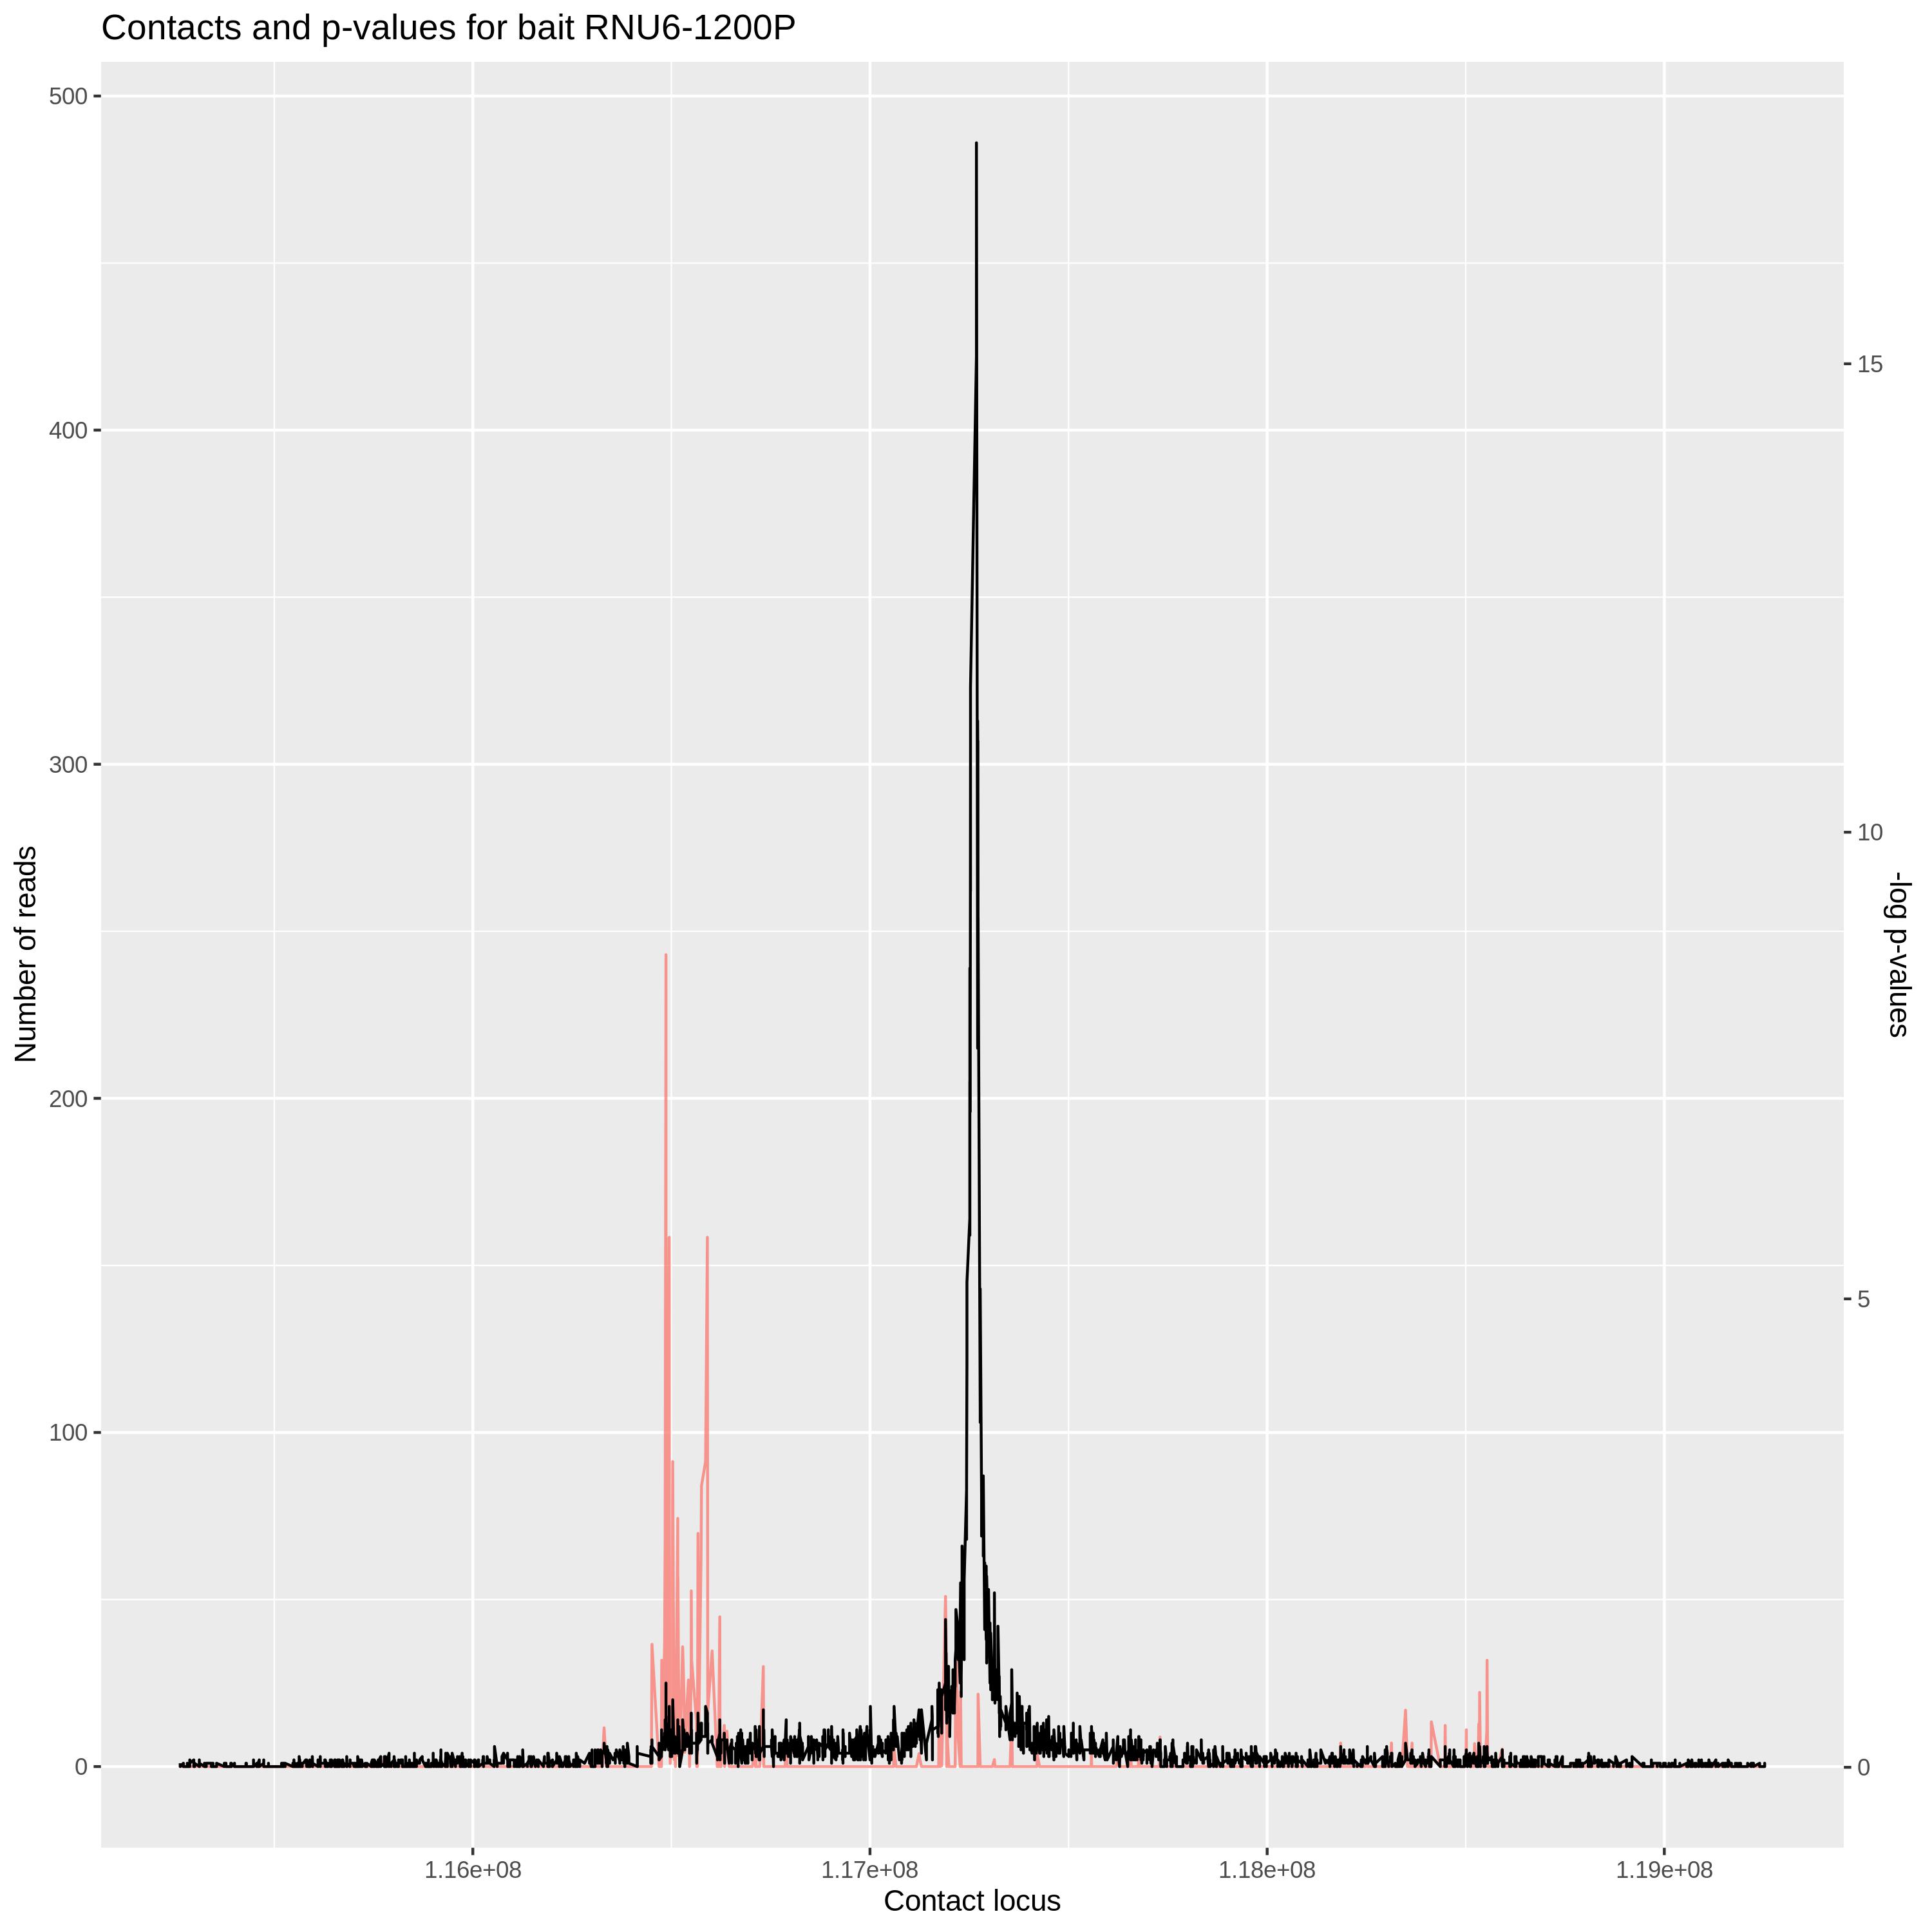 Contacts and p-values for bait RNU6-1200P
500
400
300
200
100
0
Number of reads
15
10
5
0
-log p-values
1.16e+08
1.17e+08
1.18e+08
1.19e+08
Contact locus